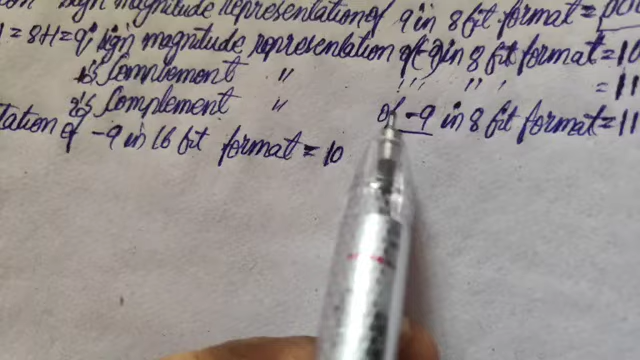 sign magnitude representation of 9 in 8 bit format = 000
1 = 8+1 = 9; sign magnitude representation of (-9) in 8 bit format = 10
1's Complement " " " " " = 11
2's Complement " of -9 in 8 bit format = 11
tation of -9 in 16 bit format = 10